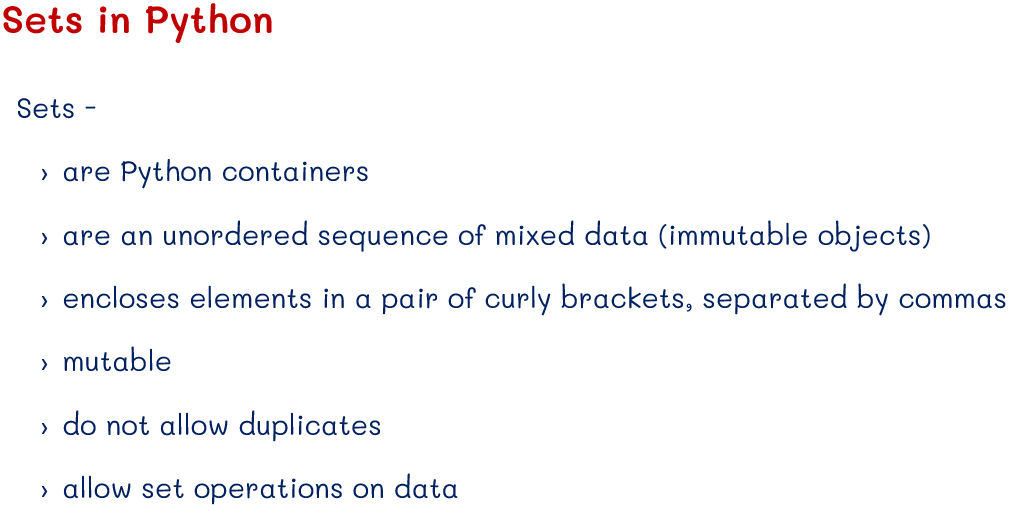 Sets in Python
Sets -
› are Python containers
› are an unordered sequence of mixed data (immutable objects)
› encloses elements in a pair of curly brackets, separated by commas
› mutable
› do not allow duplicates
› allow set operations on data